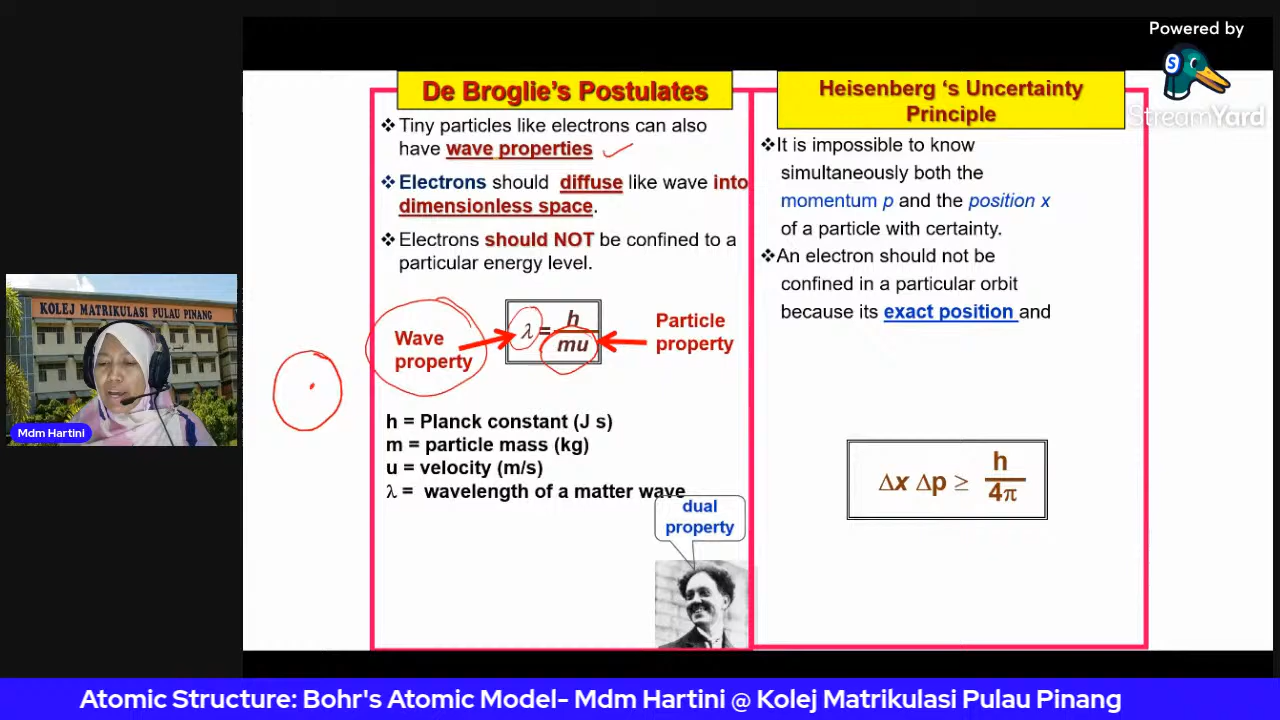 Powered by
S
StreamYard
De Broglie's Postulates
❖Tiny particles like electrons can also
have wave properties
❖Electrons should diffuse like wave into
dimensionless space.
❖Electrons should NOT be confined to a
particular energy level.
Wave
property
λ = h
mu
Particle
property
h = Planck constant (J s)
m = particle mass (kg)
u = velocity (m/s)
λ = wavelength of a matter wave
dual
property
Heisenberg 's Uncertainty
Principle
❖It is impossible to know
simultaneously both the
momentum p and the position x
of a particle with certainty.
❖An electron should not be
confined in a particular orbit
because its exact position and
h
Δx Δp ≥
4π
KOLEJ MATRIKULASI PULAU PINANG
Mdm Hartini
Atomic Structure: Bohr's Atomic Model- Mdm Hartini @ Kolej Matrikulasi Pulau Pinang